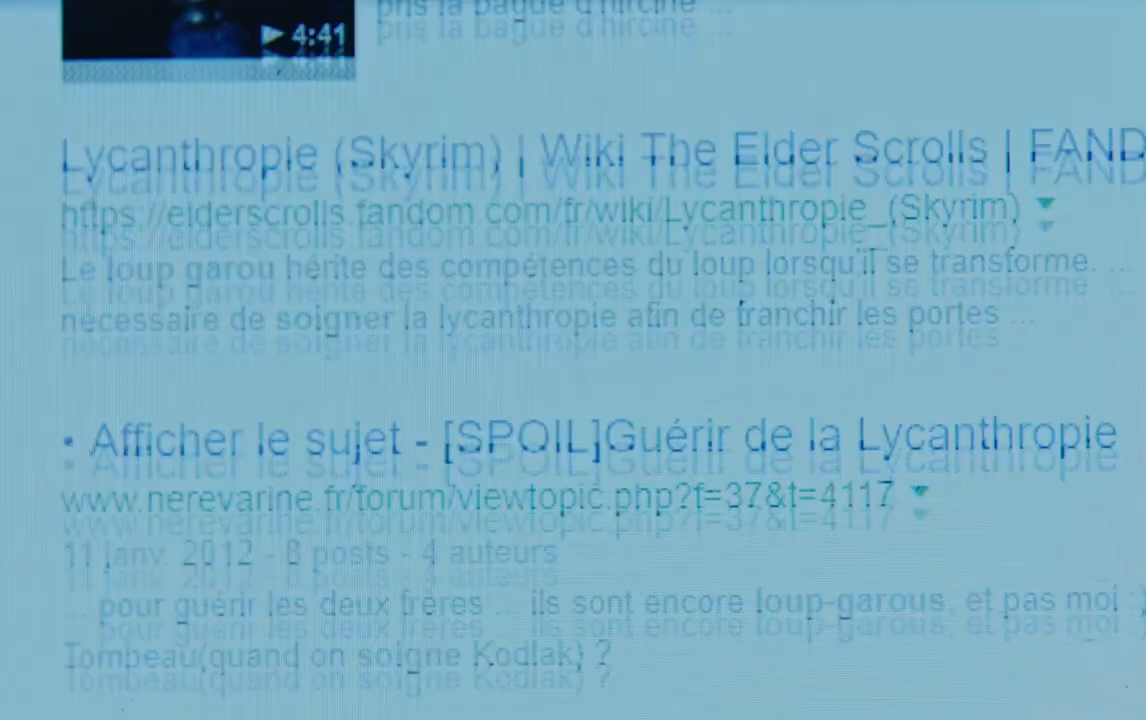 pris la bague d'hircine ...
4:41
Lycanthropie (Skyrim) | Wiki The Elder Scrolls | FAND
https://elderscrolls.fandom.com/fr/wiki/Lycanthropie_(Skyrim)
Le loup garou hérite des compétences du loup lorsqu'il se transforme. ...
nécessaire de soigner la lycanthropie afin de franchir les portes ...
• Afficher le sujet - [SPOIL]Guérir de la Lycanthropie
www.nerevarine.fr/forum/viewtopic.php?f=37&t=4117
11 janv. 2012 - 8 posts - 4 auteurs
... pour guérir les deux frères ... ils sont encore loup-garous, et pas moi ;
Tombeau(quand on soigne Kodlak) ?